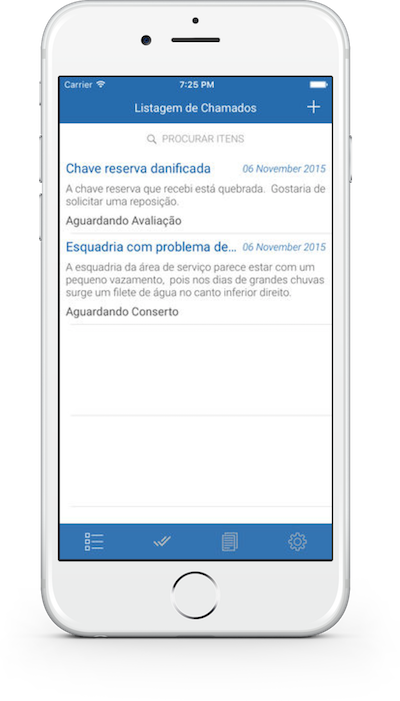 Carrier 7:25 PM
Listagem de Chamados +
PROCURAR ITENS
Chave reserva danificada 06 November 2015
A chave reserva que recebi está quebrada. Gostaria de
solicitar uma reposição.
Aguardando Avaliação
Esquadria com problema de... 06 November 2015
A esquadria da área de serviço parece estar com um
pequeno vazamento, pois nos dias de grandes chuvas
surge um filete de água no canto inferior direito.
Aguardando Conserto